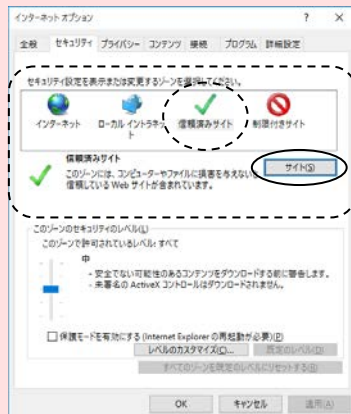 インターネット オプション
?
×
全般 セキュリティ プライバシー コンテンツ 接続 プログラム 詳細設定
セキュリティ設定を表示または変更するゾーンを選択してください。
インターネット ローカル イントラネット 信頼済みサイト 制限付きサイト
信頼済みサイト
サイト(S)
このゾーンには、コンピューターやファイルに損害を与えない
信頼している Web サイトが含まれています。
このゾーンのセキュリティのレベル(L)
このゾーンで許可されているレベル: すべて
中
- 安全でない可能性のあるコンテンツをダウンロードする前に警告します。
- 未署名の ActiveX コントロールはダウンロードされません。
保護モードを有効にする (Internet Explorer の再起動が必要)(P)
レベルのカスタマイズ(C)... 既定のレベル(D)
すべてのゾーンを既定のレベルにリセットする(R)
OK キャンセル 適用(A)